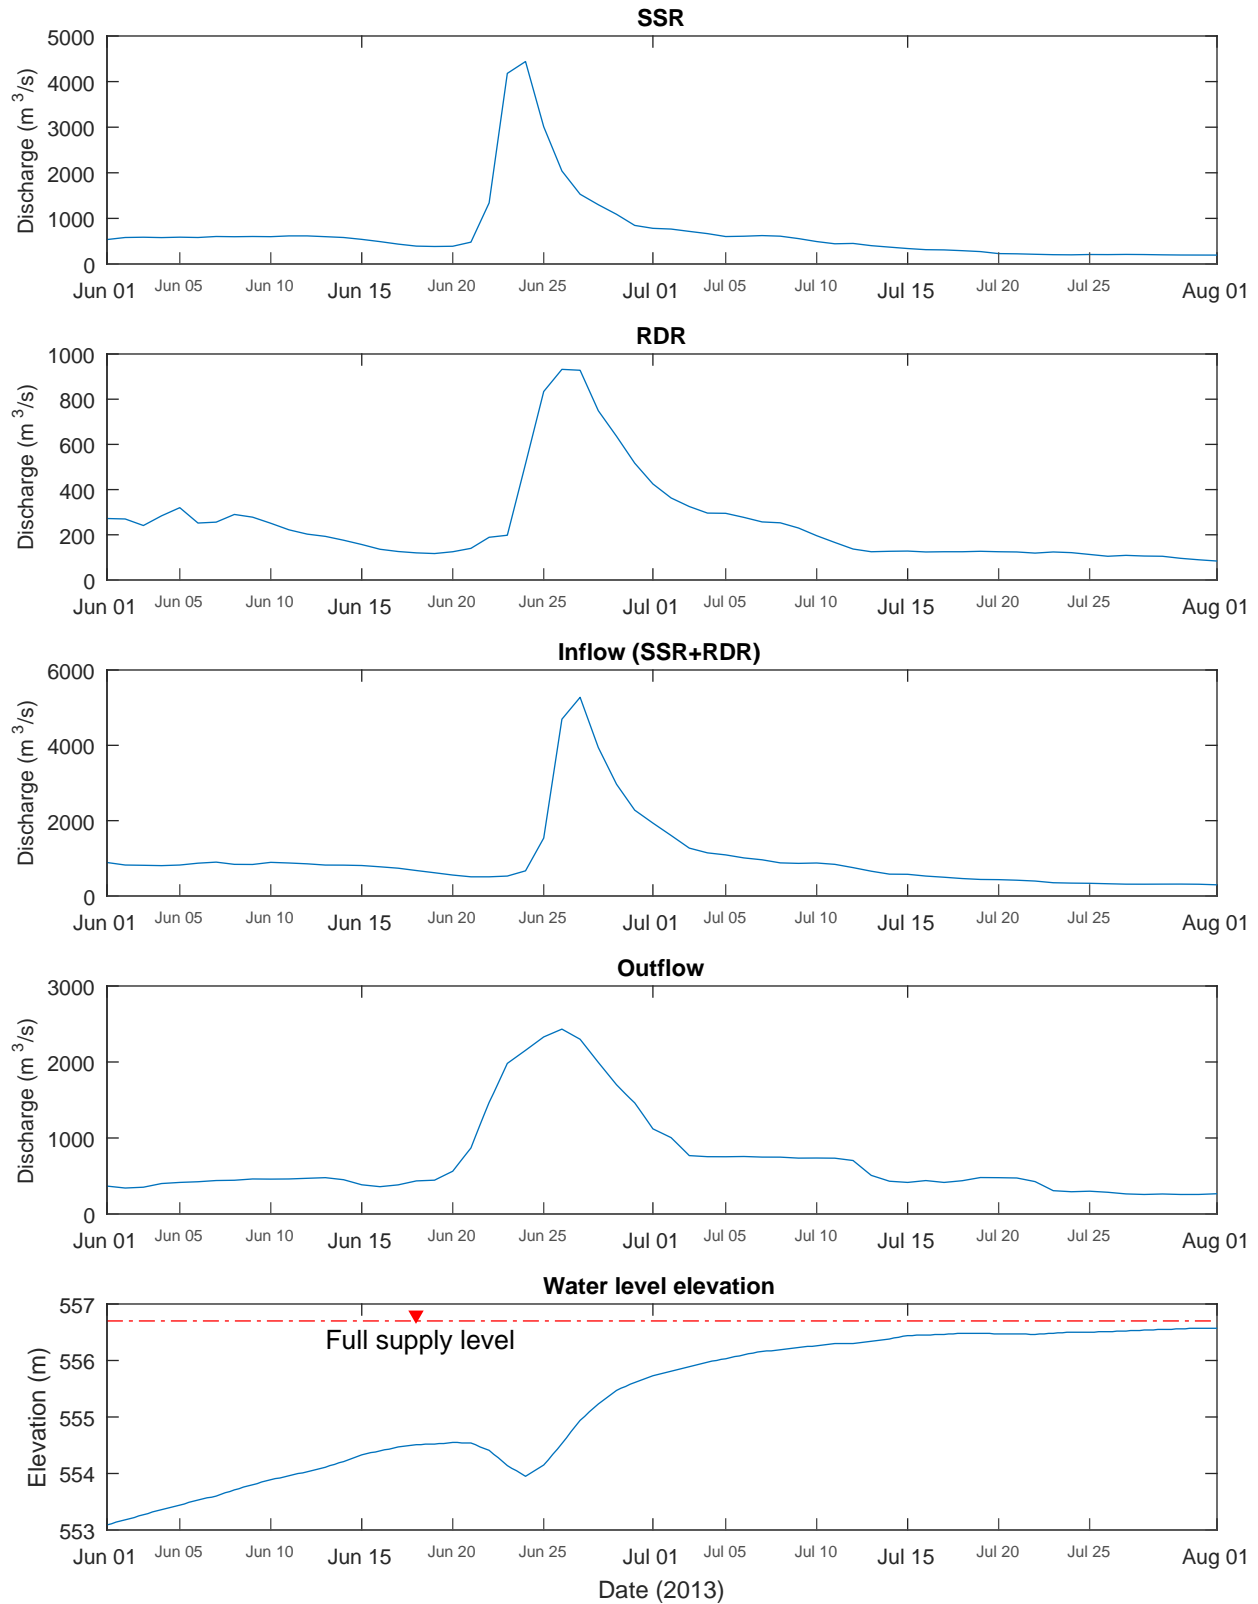 SSR
Discharge (m ³/s)
5000
4000
3000
2000
1000
0
Jun 01 Jun 05 Jun 10 Jun 15 Jun 20 Jun 25 Jul 01 Jul 05 Jul 10 Jul 15 Jul 20 Jul 25 Aug 01
RDR
Discharge (m ³/s)
1000
800
600
400
200
0
Jun 01 Jun 05 Jun 10 Jun 15 Jun 20 Jun 25 Jul 01 Jul 05 Jul 10 Jul 15 Jul 20 Jul 25 Aug 01
Inflow (SSR+RDR)
Discharge (m ³/s)
6000
4000
2000
0
Jun 01 Jun 05 Jun 10 Jun 15 Jun 20 Jun 25 Jul 01 Jul 05 Jul 10 Jul 15 Jul 20 Jul 25 Aug 01
Outflow
Discharge (m ³/s)
3000
2000
1000
0
Jun 01 Jun 05 Jun 10 Jun 15 Jun 20 Jun 25 Jul 01 Jul 05 Jul 10 Jul 15 Jul 20 Jul 25 Aug 01
Water level elevation
Elevation (m)
557
Full supply level
556
555
554
553
Jun 01 Jun 05 Jun 10 Jun 15 Jun 20 Jun 25 Jul 01 Jul 05 Jul 10 Jul 15 Jul 20 Jul 25 Aug 01
Date (2013)